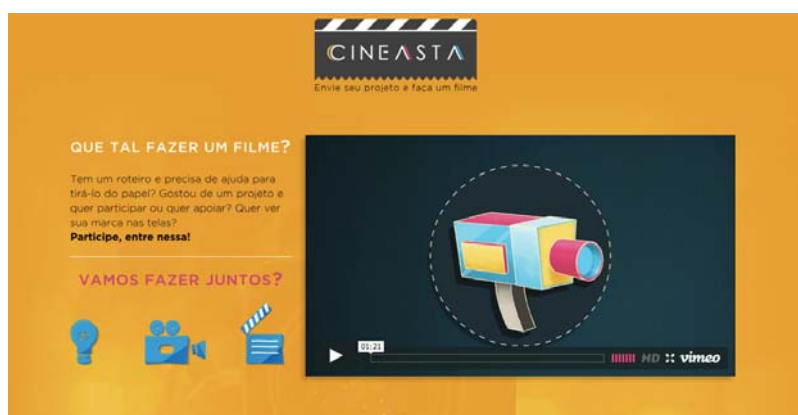 CINEASTA
Envie seu projeto e faça um filme
QUE TAL FAZER UM FILME?
Tem um roteiro e precisa de ajuda para
tirá-lo do papel? Gostou de um projeto e
quer participar ou quer apoiar? Quer ver
sua marca nas telas?
Participe, entre nessa!
VAMOS FAZER JUNTOS?
01:21
HD
vimeo